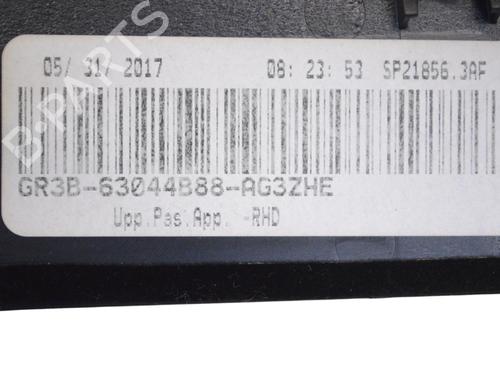 05/ 31/ 2017 08: 23: 53 SP21856.3AF
GR3B-63044B88-AG3ZHE
Upp.Pas.App. -RHD
B-PARTS